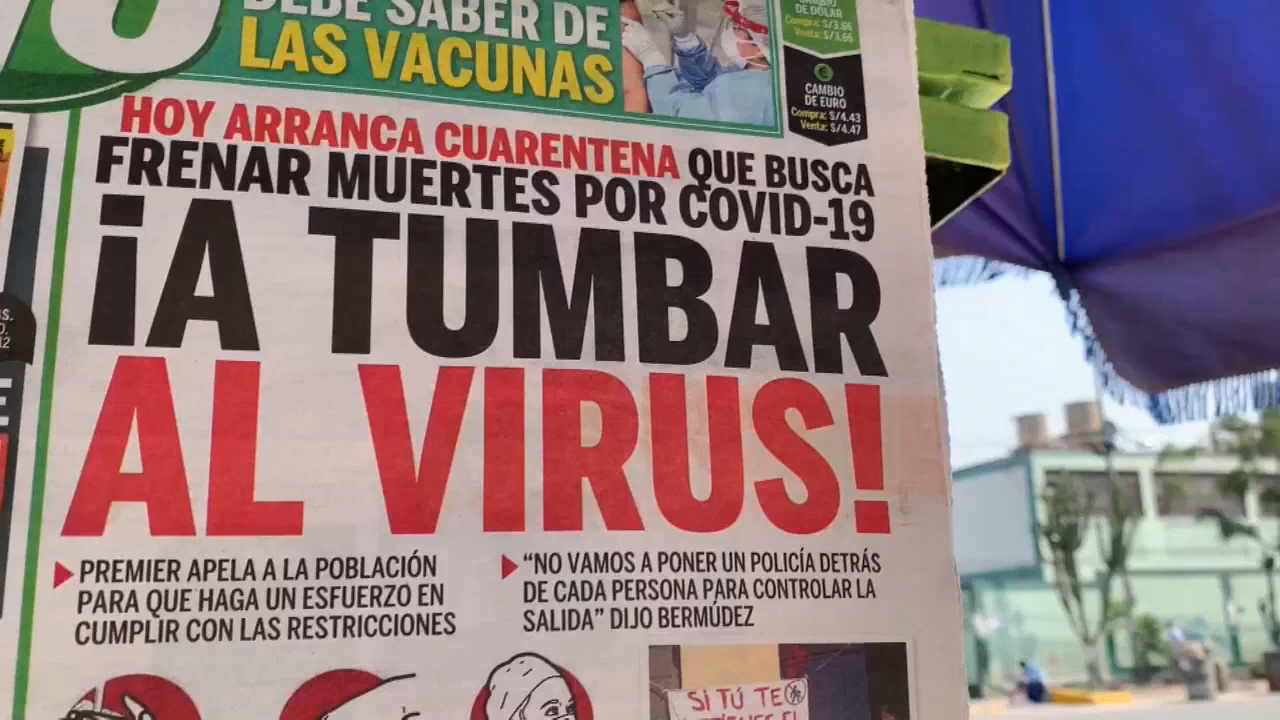 DEBE SABER DE
LAS VACUNAS
CAMBIO
DE DÓLAR
Compra: S/3.66
Venta: S/3.66
CAMBIO
DE EURO
Compra: S/4.43
Venta: S/4.47
HOY ARRANCA CUARENTENA QUE BUSCA
FRENAR MUERTES POR COVID-19
¡A TUMBAR
AL VIRUS!
PREMIER APELA A LA POBLACIÓN
PARA QUE HAGA UN ESFUERZO EN
CUMPLIR CON LAS RESTRICCIONES
“NO VAMOS A PONER UN POLICÍA DETRÁS
DE CADA PERSONA PARA CONTROLAR LA
SALIDA” DIJO BERMÚDEZ
SI TÚ TE